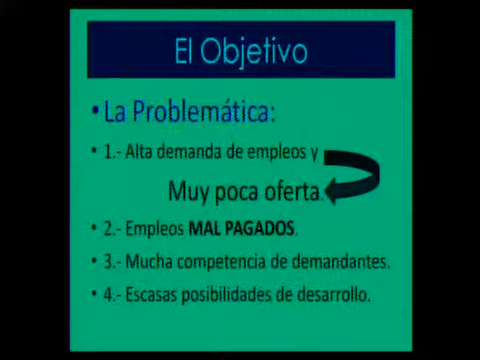 El Objetivo
•La Problemática:
• 1.- Alta demanda de empleos y
Muy poca oferta.
• 2.- Empleos MAL PAGADOS.
• 3.- Mucha competencia de demandantes.
• 4.- Escasas posibilidades de desarrollo.